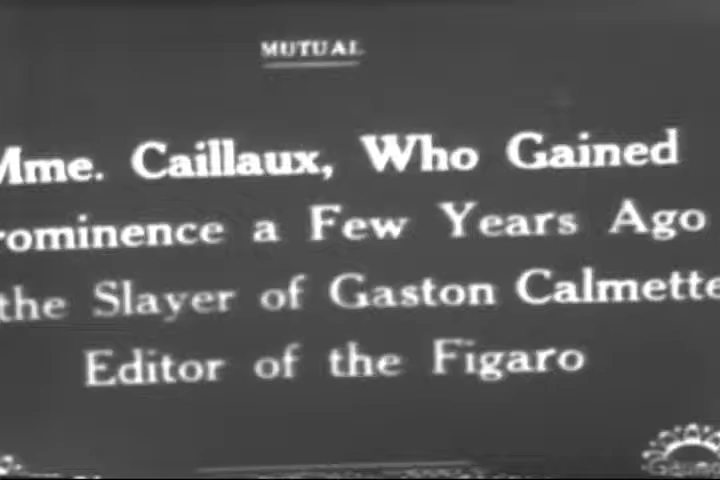 MUTUAL
Mme. Caillaux, Who Gained
rominence a Few Years Ago
the Slayer of Gaston Calmette
Editor of the Figaro